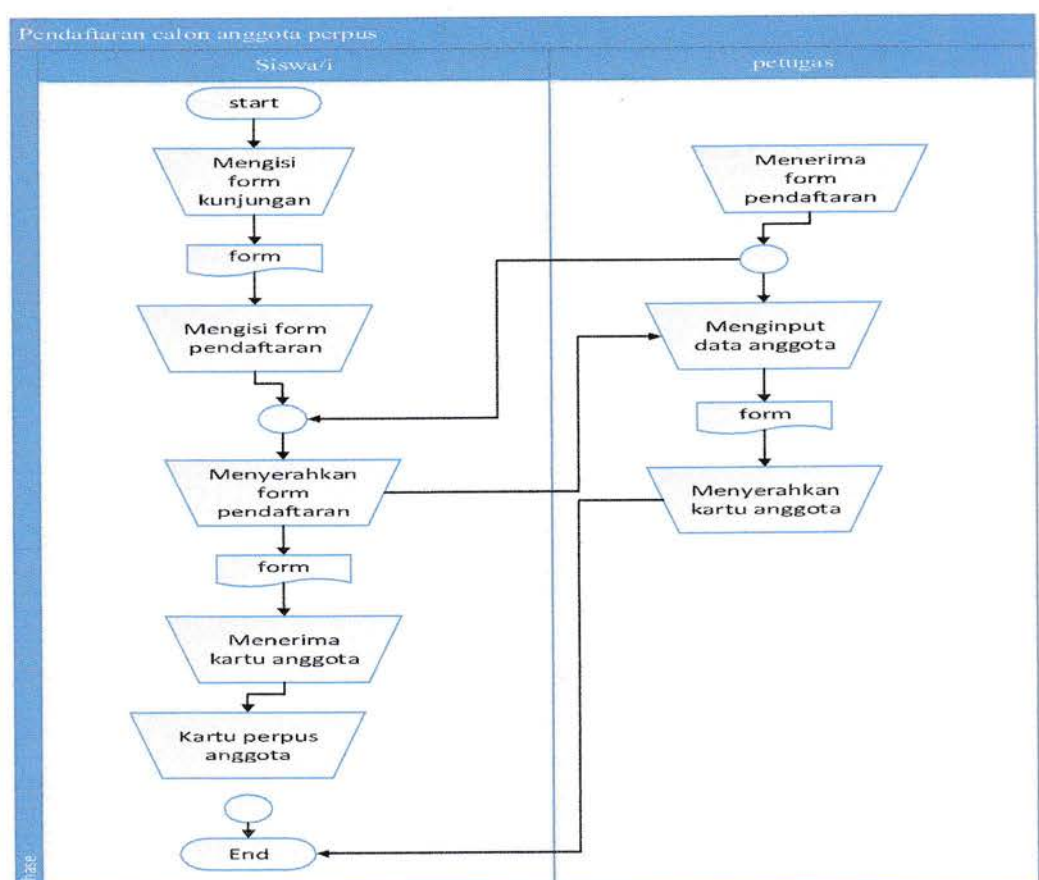 Pendaftaran calon anggota perpus
Siswa/i
petugas
start
Mengisi
form
kunjungan
form
Mengisi form
pendaftaran
Menyerahkan
form
pendaftaran
form
Menerima
kartu anggota
Kartu perpus
anggota
End
Menerima
form
pendaftaran
Menginput
data anggota
form
Menyerahkan
kartu anggota
hase